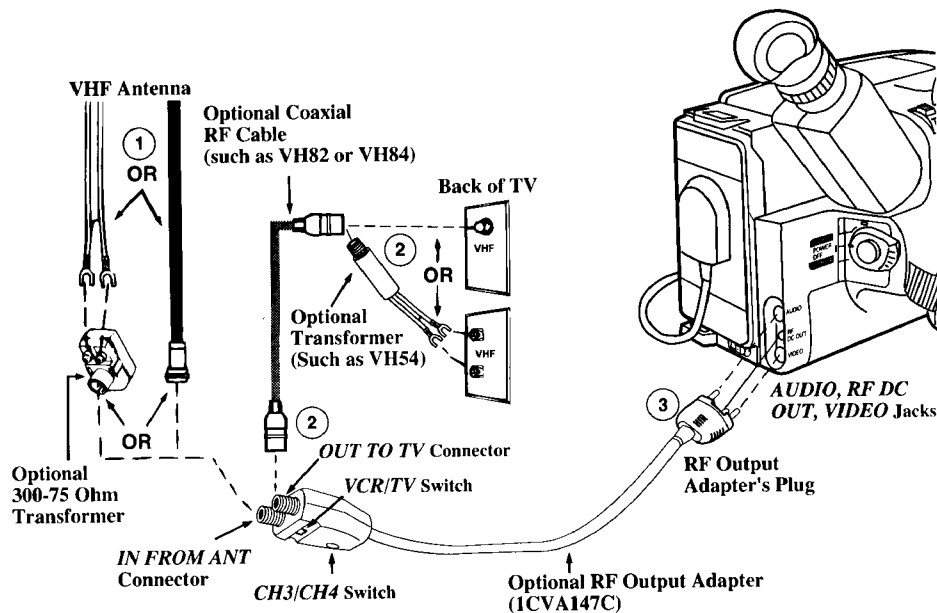 VHF Antenna
1
OR
Optional Coaxial
RF Cable
(such as VH82 or VH84)
Back of TV
VHF
2
OR
Optional
Transformer
(Such as VH54)
VHF
POWER
OFF
AUDIO
RF
DC OUT
VIDEO
AUDIO, RF DC
OUT, VIDEO Jacks
3
RF Output
Adapter's Plug
OR
2
Optional
300-75 Ohm
Transformer
OUT TO TV Connector
VCR/TV Switch
IN FROM ANT
Connector
CH3/CH4 Switch
Optional RF Output Adapter
(1CVA147C)